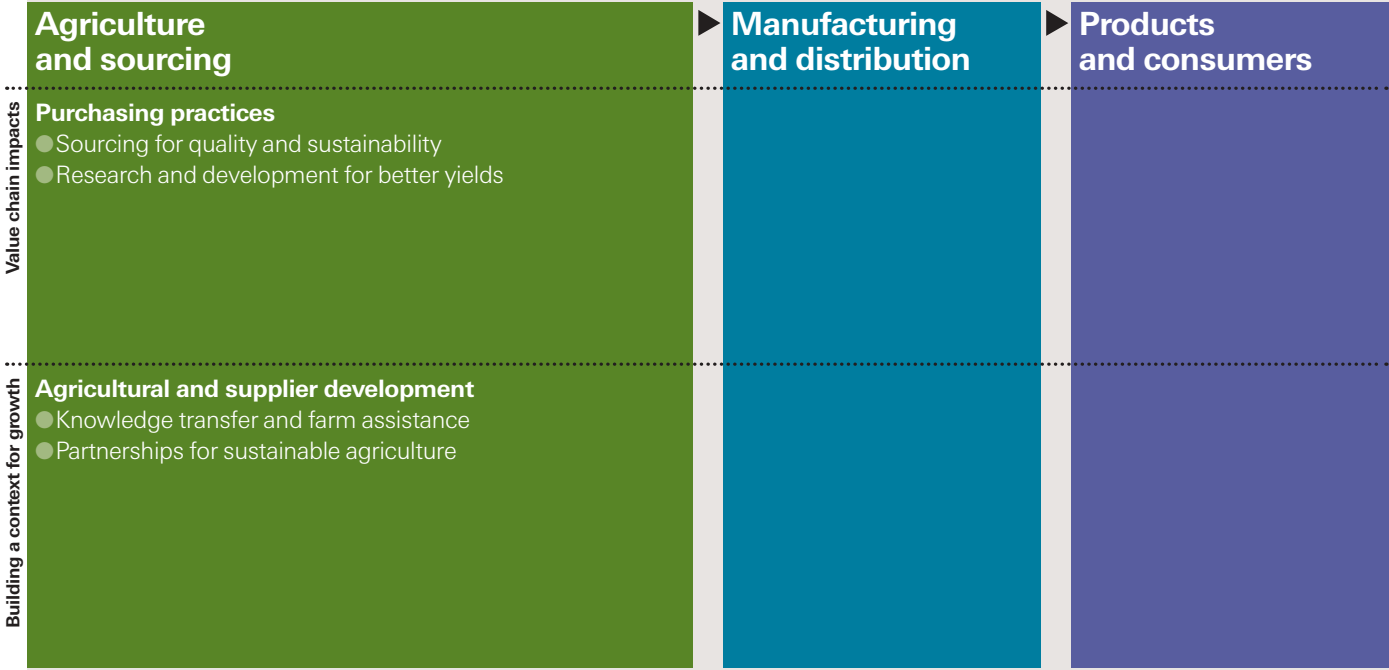 Agriculture
and sourcing
Manufacturing
and distribution
Products
and consumers
Value chain impacts
Purchasing practices
Sourcing for quality and sustainability
Research and development for better yields
Building a context for growth
Agricultural and supplier development
Knowledge transfer and farm assistance
Partnerships for sustainable agriculture